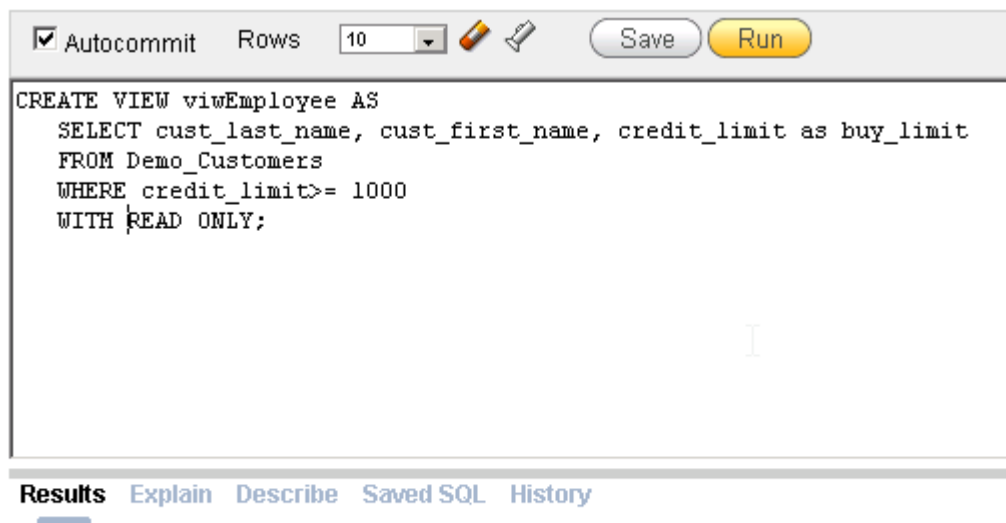 Autocommit Rows 10 Save Run
CREATE VIEW viwEmployee AS
SELECT cust_last_name, cust_first_name, credit_limit as buy_limit
FROM Demo_Customers
WHERE credit_limit>= 1000
WITH READ ONLY;
Results Explain Describe Saved SQL History